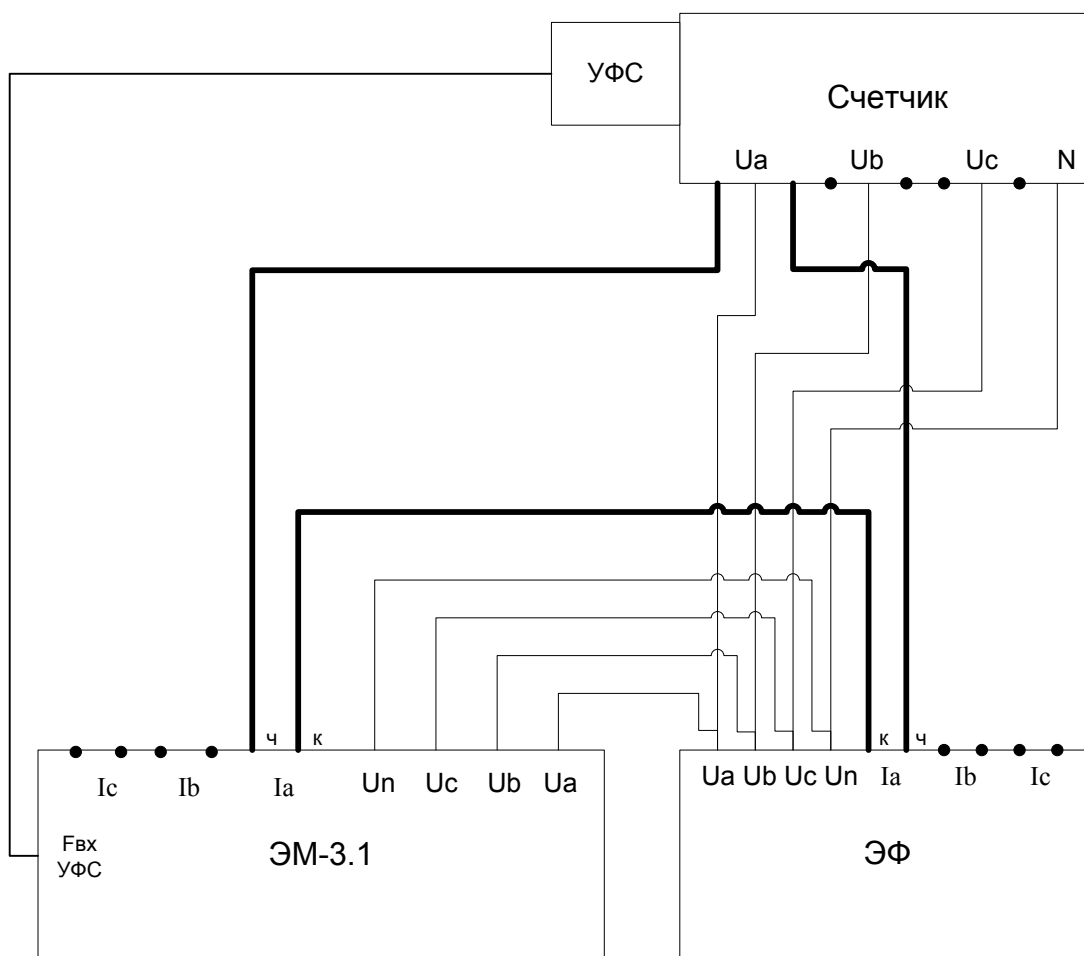 УФС
Счетчик
Ua Ub Uc N
ч к
к ч
Ic Ib Ia Un Uc Ub Ua
Ua Ub Uc Un Ia Ib Ic
Fвх
УФС
ЭМ-3.1
ЭФ